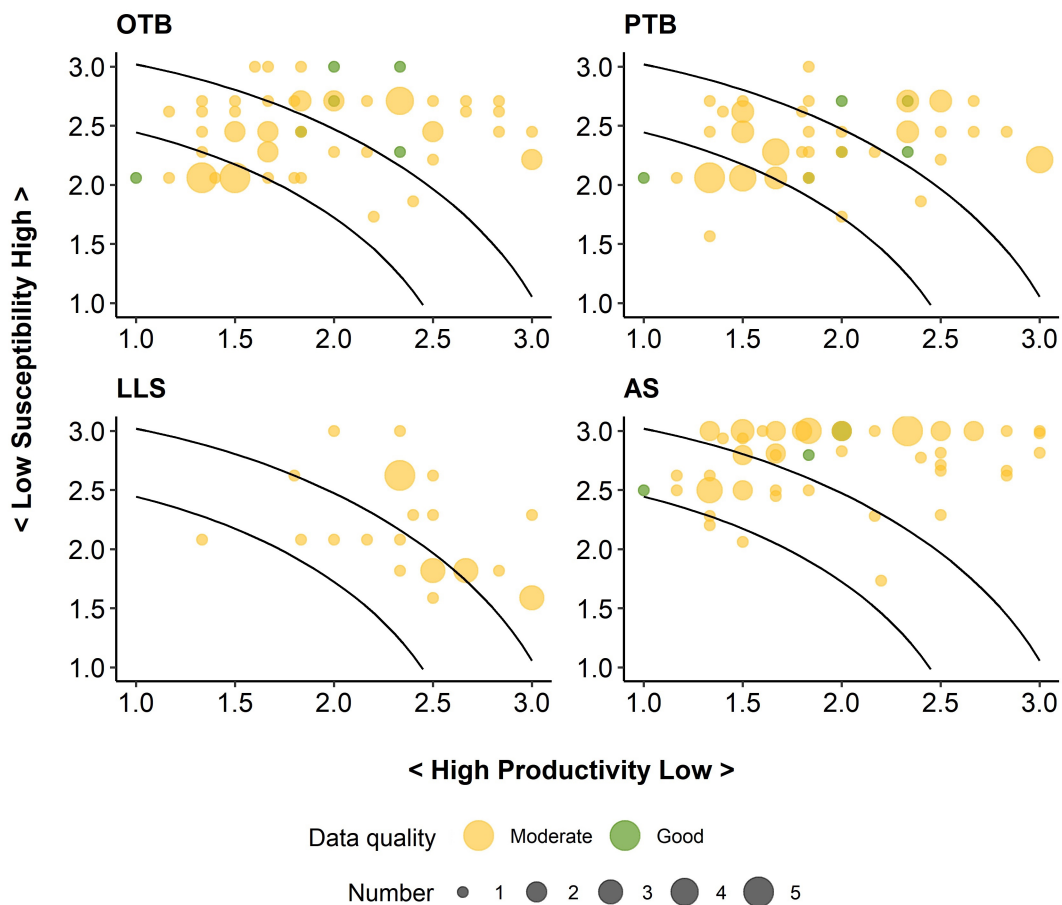 OTB
PTB
3.0
2.5
2.0
1.5
1.0
1.0 1.5 2.0 2.5 3.0
3.0
2.5
2.0
1.5
1.0
1.0 1.5 2.0 2.5 3.0
< Low Susceptibility High >
LLS
AS
3.0
2.5
2.0
1.5
1.0
1.0 1.5 2.0 2.5 3.0
3.0
2.5
2.0
1.5
1.0
1.0 1.5 2.0 2.5 3.0
< High Productivity Low >
Data quality Moderate Good
Number 1 2 3 4 5